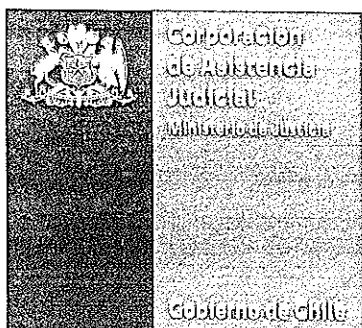 Corporación
de Asistencia
Judicial
Ministerio de Justicia
Gobierno de Chile